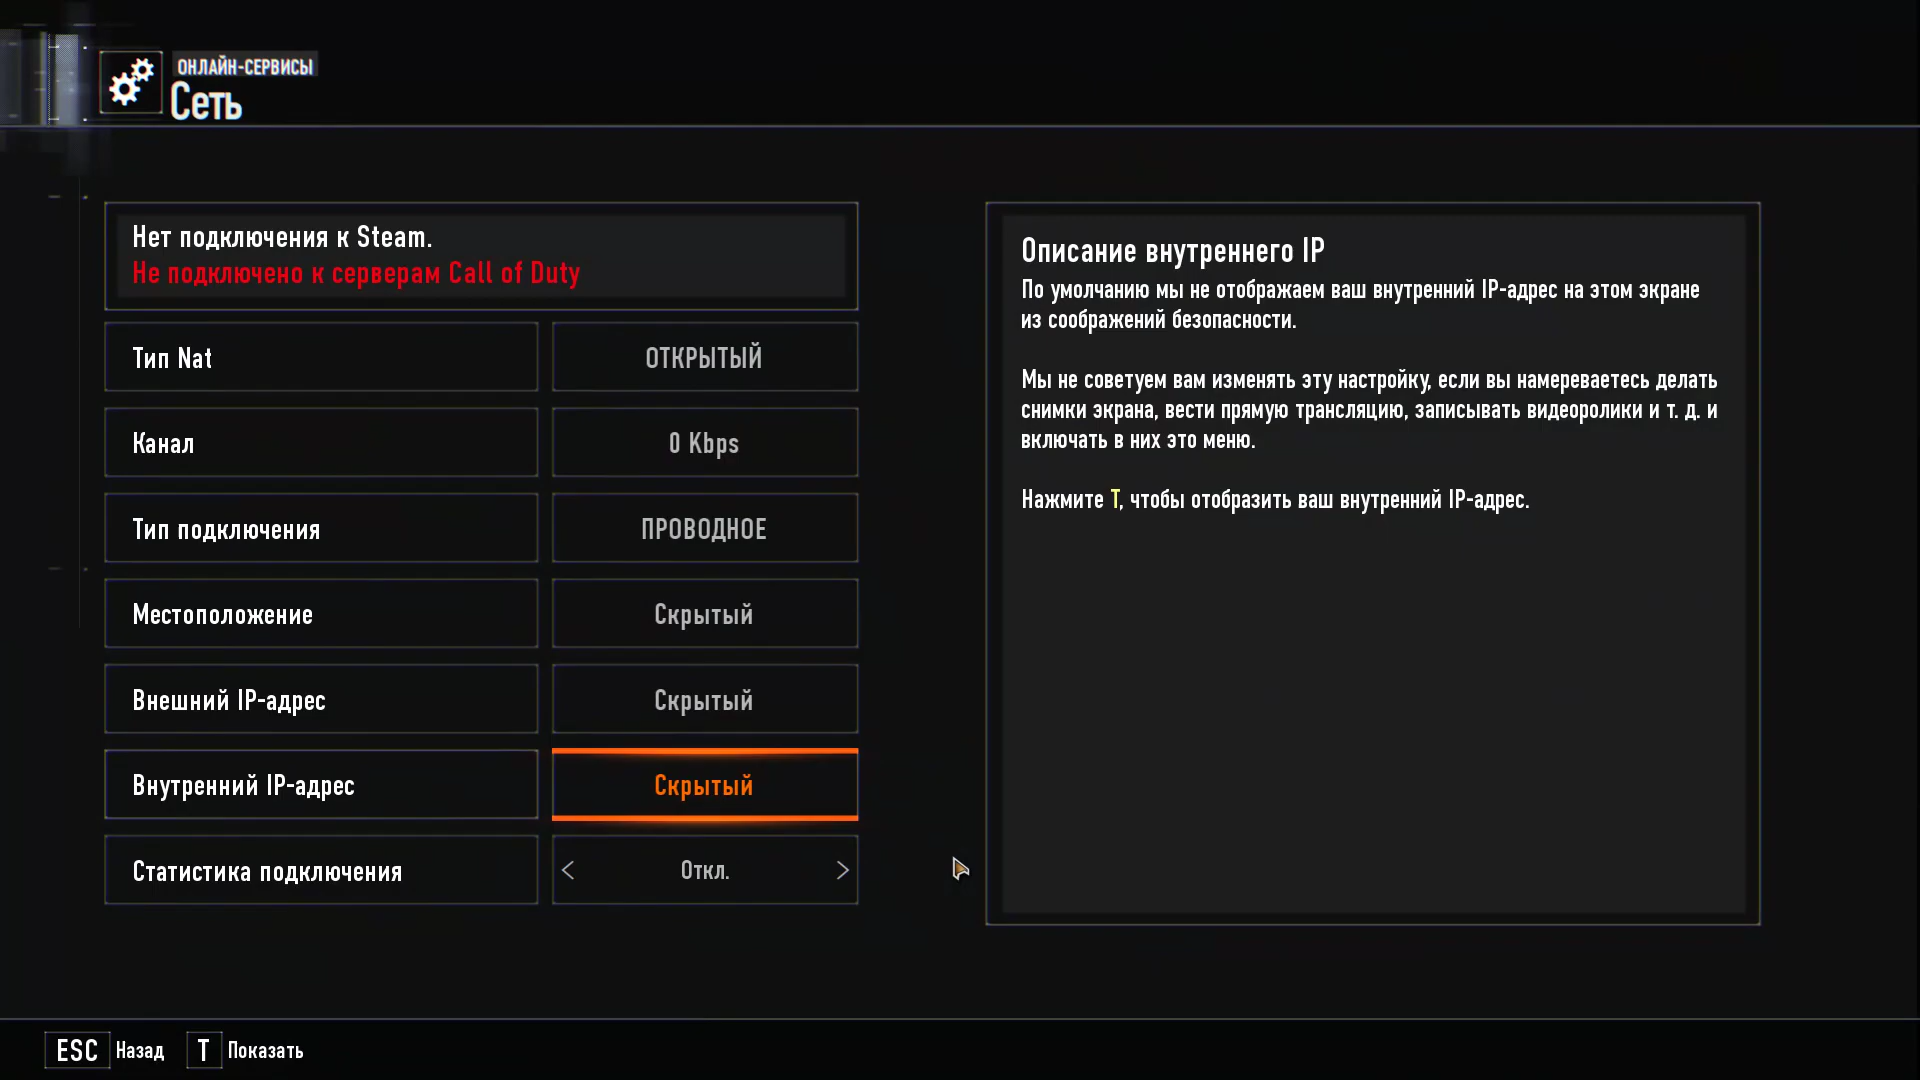 ОНЛАЙН-СЕРВИСЫ
Сеть
Нет подключения к Steam.
Не подключено к серверам Call of Duty
Тип Nat
ОТКРЫТЫЙ
Канал
0 Kbps
Тип подключения
ПРОВОДНОЕ
Местоположение
Скрытый
Внешний IP-адрес
Скрытый
Внутренний IP-адрес
Скрытый
Статистика подключения
< Откл. >
Описание внутреннего IP
По умолчанию мы не отображаем ваш внутренний IP-адрес на этом экране
из соображений безопасности.
Мы не советуем вам изменять эту настройку, если вы намереваетесь делать
снимки экрана, вести прямую трансляцию, записывать видеоролики и т. д. и
включать в них это меню.
Нажмите T, чтобы отобразить ваш внутренний IP-адрес.
ESC Назад T Показать